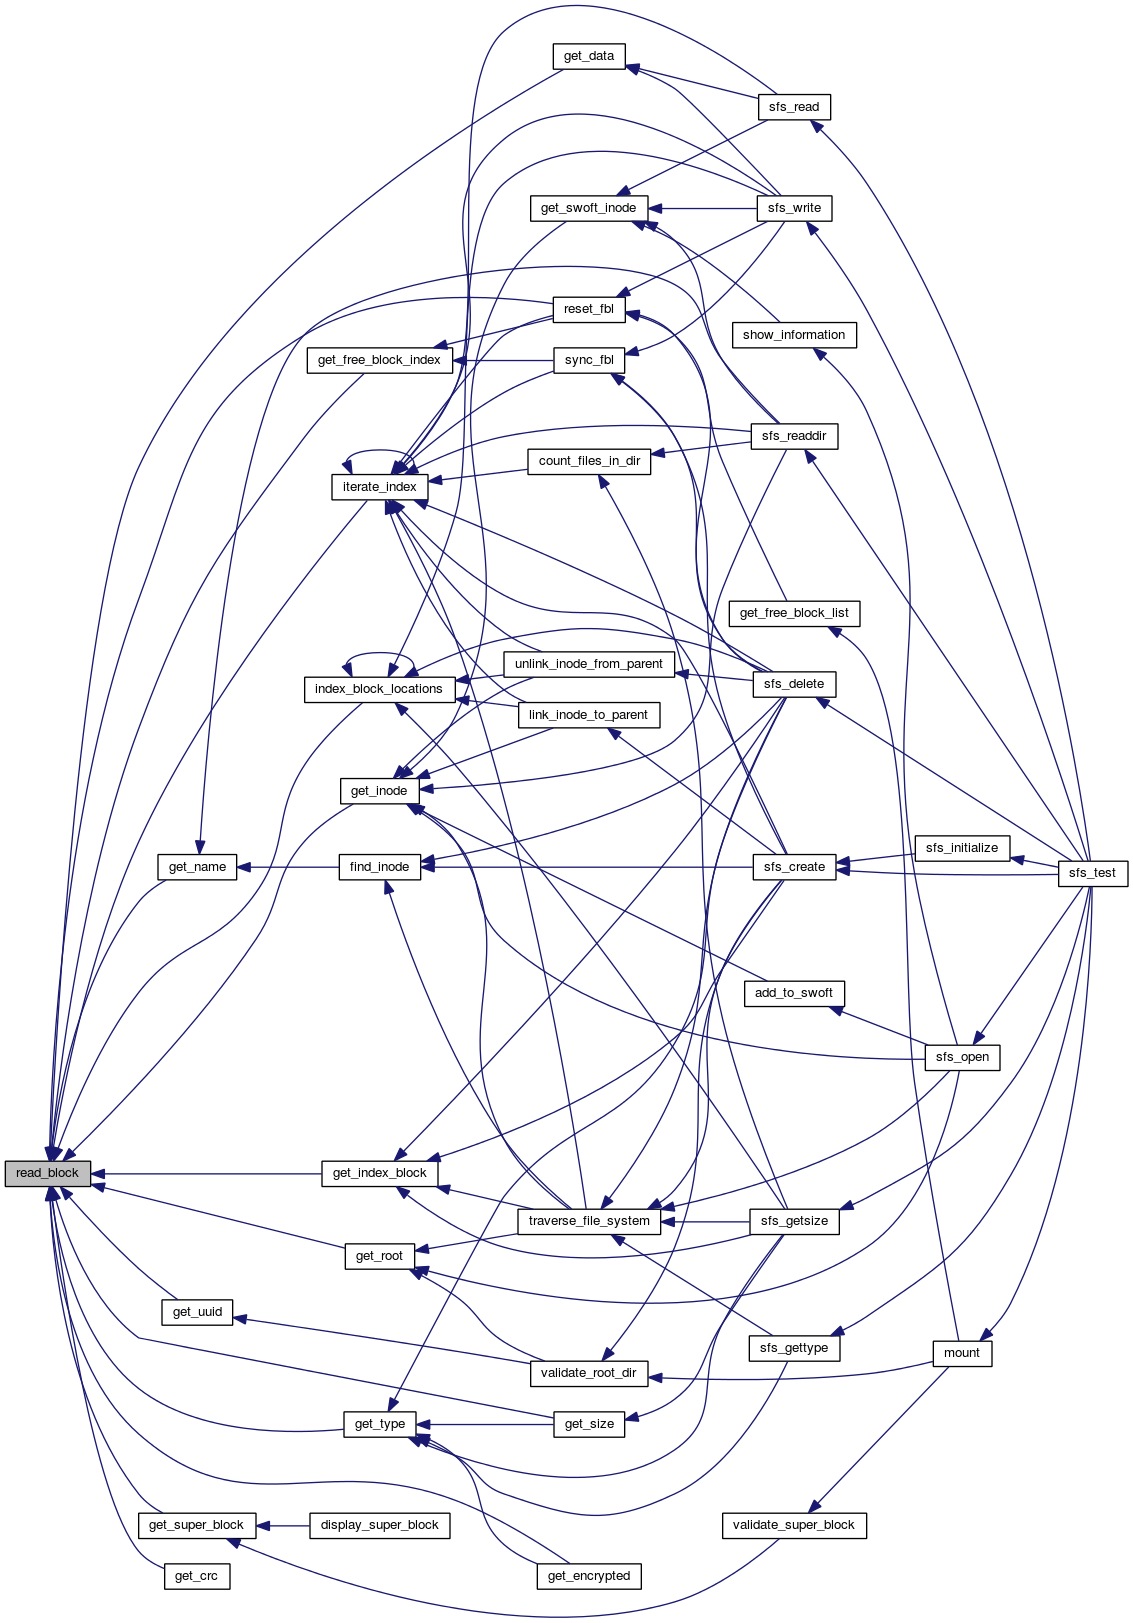 get_data
sfs_read
get_swoft_inode
sfs_write
reset_fbl
show_information
get_free_block_index
sync_fbl
sfs_readdir
count_files_in_dir
iterate_index
get_free_block_list
unlink_inode_from_parent
index_block_locations
sfs_delete
link_inode_to_parent
get_inode
sfs_initialize
get_name
find_inode
sfs_create
sfs_test
add_to_swoft
sfs_open
read_block
get_index_block
traverse_file_system
sfs_getsize
get_root
get_uuid
sfs_gettype
mount
validate_root_dir
get_type
get_size
get_super_block
display_super_block
validate_super_block
get_crc
get_encrypted